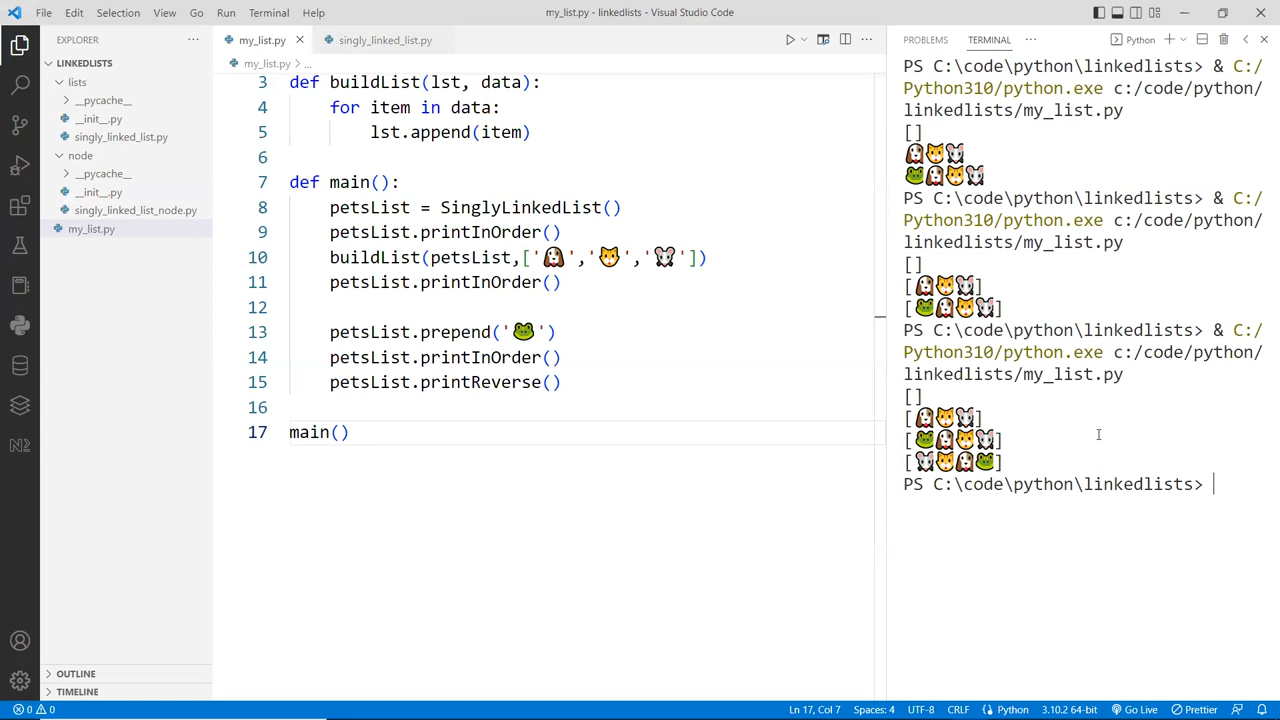 File Edit Selection View Go Run Terminal Help
my_list.py - linkedlists - Visual Studio Code
EXPLORER
LINKEDLISTS
lists
__pycache__
__init__.py
singly_linked_list.py
node
__pycache__
__init__.py
singly_linked_list_node.py
my_list.py
OUTLINE
TIMELINE
my_list.py
singly_linked_list.py
my_list.py > ...
3 def buildList(lst, data):
4 for item in data:
5 lst.append(item)
6
7 def main():
8 petsList = SinglyLinkedList()
9 petsList.printInOrder()
10 buildList(petsList,['🐶','🐱','🐭'])
11 petsList.printInOrder()
12
13 petsList.prepend('🐸')
14 petsList.printInOrder()
15 petsList.printReverse()
16
17 main()
PROBLEMS TERMINAL
Python
PS C:\code\python\linkedlists> & C:/
Python310/python.exe c:/code/python/
linkedlists/my_list.py
[]
🐶🐱🐭
🐸🐶🐱🐭
PS C:\code\python\linkedlists> & C:/
Python310/python.exe c:/code/python/
linkedlists/my_list.py
[]
[🐶🐱🐭]
[🐸🐶🐱🐭]
PS C:\code\python\linkedlists> & C:/
Python310/python.exe c:/code/python/
linkedlists/my_list.py
[]
[🐶🐱🐭]
[🐸🐶🐱🐭]
[🐭🐱🐶🐸]
PS C:\code\python\linkedlists>
0 0
Ln 17, Col 7 Spaces: 4 UTF-8 CRLF Python 3.10.2 64-bit Go Live Prettier